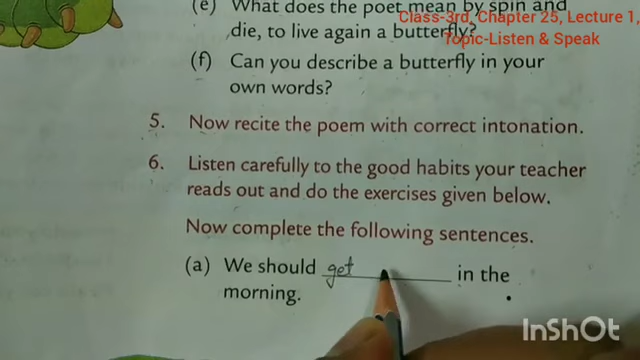 (e) What does the poet mean by spin and
Class-3rd, Chapter 25, Lecture 1,
die, to live again a butterfly?
Topic-Listen & Speak
(f) Can you describe a butterfly in your
own words?
5. Now recite the poem with correct intonation.
6. Listen carefully to the good habits your teacher
reads out and do the exercises given below.
Now complete the following sentences.
(a) We should get in the
morning.
InShOt